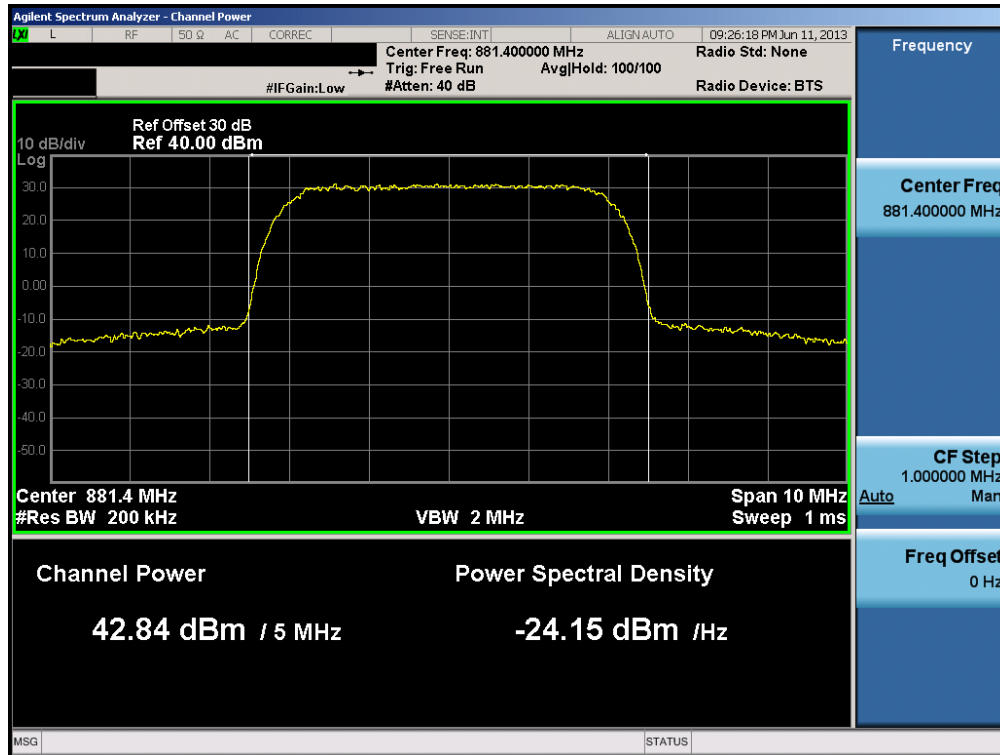 Agilent Spectrum Analyzer - Channel Power
LXI L RF 50 Ω AC CORREC SENSE:INT ALIGN AUTO 09:26:18 PM Jun 11, 2013
Center Freq: 881.400000 MHz Radio Std: None
Trig: Free Run Avg|Hold: 100/100
#IFGain:Low #Atten: 40 dB Radio Device: BTS
Ref Offset 30 dB
10 dB/div Ref 40.00 dBm
Log
30.0
20.0
10.0
0.00
-10.0
-20.0
-30.0
-40.0
-50.0
Center 881.4 MHz Span 10 MHz
#Res BW 200 kHz VBW 2 MHz Sweep 1 ms
Channel Power Power Spectral Density
42.84 dBm / 5 MHz -24.15 dBm /Hz
Frequency
Center Freq
881.400000 MHz
CF Step
1.000000 MHz
Auto Man
Freq Offset
0 Hz
MSG STATUS